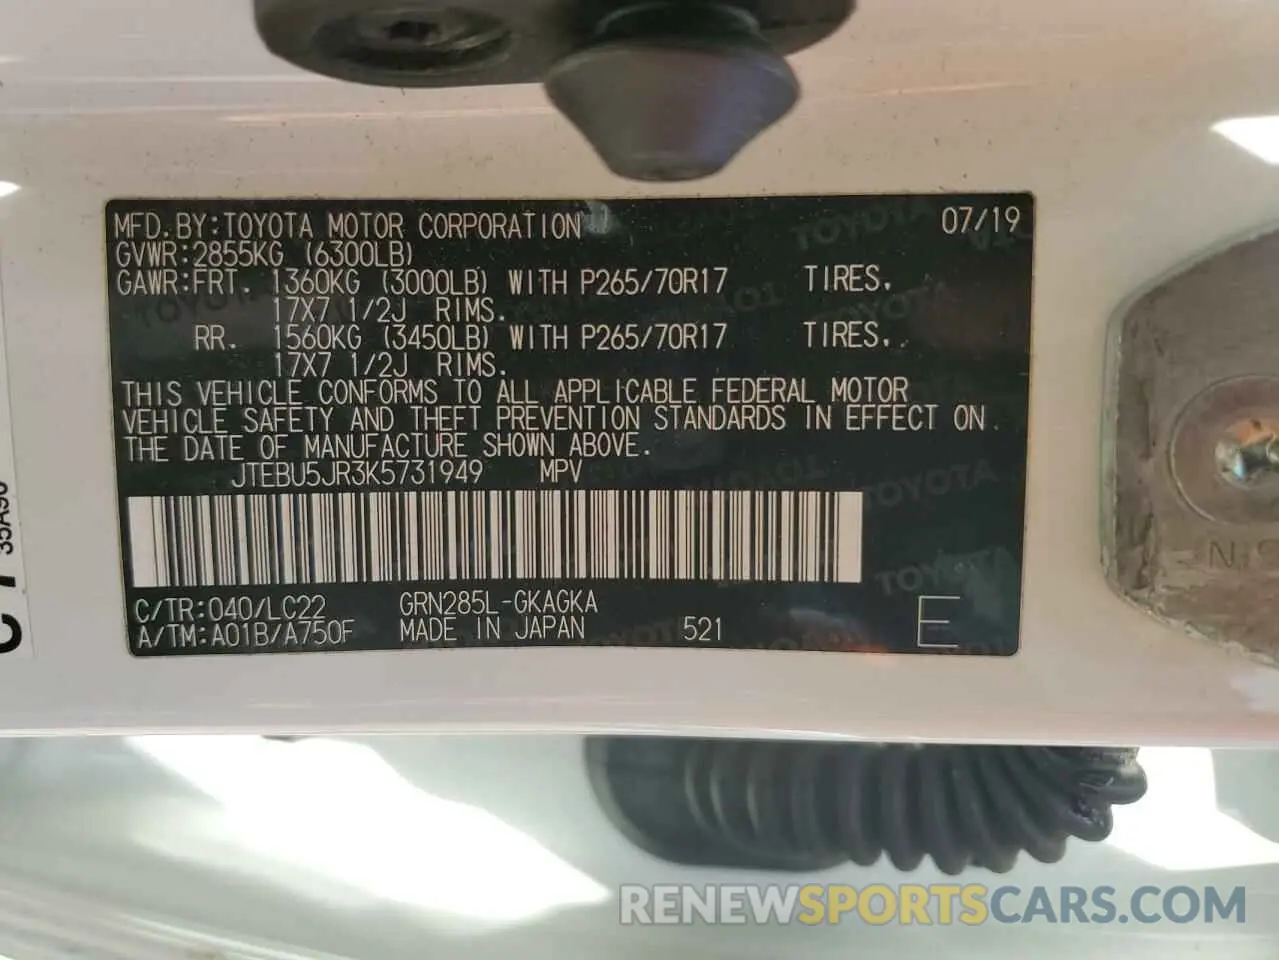 MFD.BY:TOYOTA MOTOR CORPORATION 07/19
GVWR:2855KG (6300LB)
GAWR:FRT. 1360KG (3000LB) WITH P265/70R17 TIRES.
17X7 1/2J RIMS.
RR. 1560KG (3450LB) WITH P265/70R17 TIRES.
17X7 1/2J RIMS.
THIS VEHICLE CONFORMS TO ALL APPLICABLE FEDERAL MOTOR
VEHICLE SAFETY AND THEFT PREVENTION STANDARDS IN EFFECT ON
THE DATE OF MANUFACTURE SHOWN ABOVE.
JTEBU5JR3K5731949 MPV
C/TR:040/LC22 GRN285L-GKAGKA
A/TM:A01B/A750F MADE IN JAPAN 521 E
TOYOTA
TOYOTA
TOYOTA
RENEWSPORTSCARS.COM